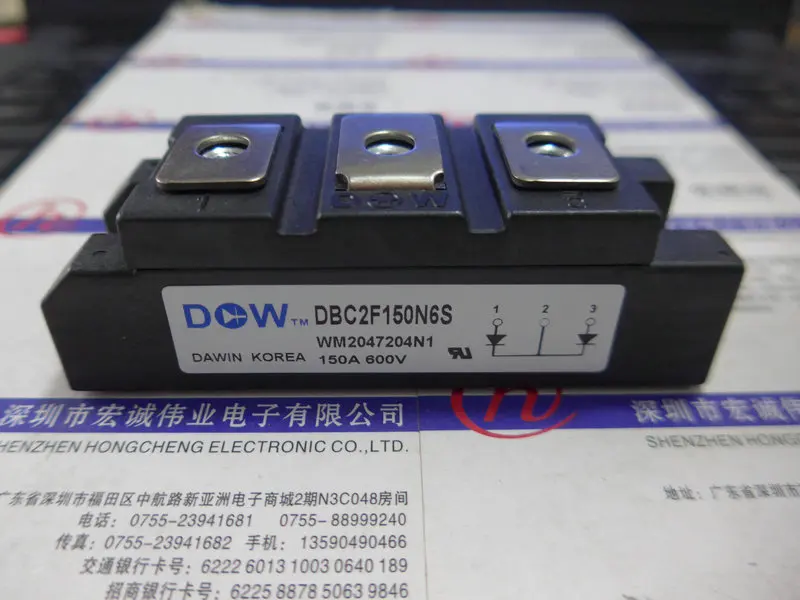 1
DOW
DOW™ DBC2F150N6S
WM2047204N1
DAWIN KOREA 150A 600V
1 2 3
深圳市宏诚伟业电子有限公司
SHENZHEN HONGCHENG ELECTRONIC CO.,LTD.
广东省深圳市福田区中航路新亚洲电子商城2期N3C048房间
电话: 0755-23941681 0755-88999240
传真: 0755-23941682 手机: 13590490466
交通银行卡号: 6222 6013 1003 0640 189
招商银行卡号: 6225 8878 5063 9846
深圳市宏诚
SHENZHEN HONG
地址: 广东省深